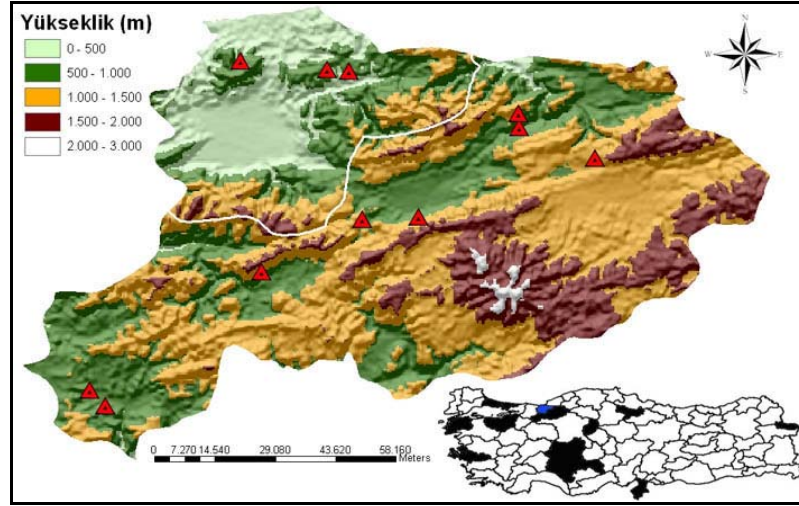 Yükseklik (m)
0 - 500
500 - 1.000
1.000 - 1.500
1.500 - 2.000
2.000 - 3.000
N
W E
S
0 7.270 14.540 29.080 43.620 58.160
Meters